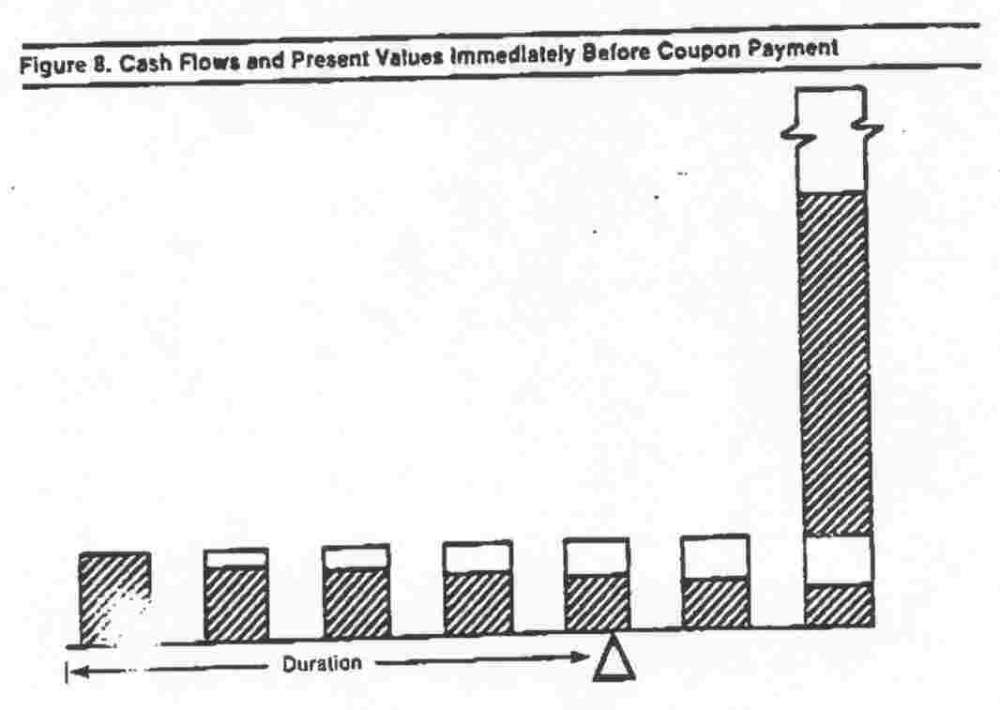 Figure 8. Cash Flows and Present Values Immediately Before Coupon Payment
Duration